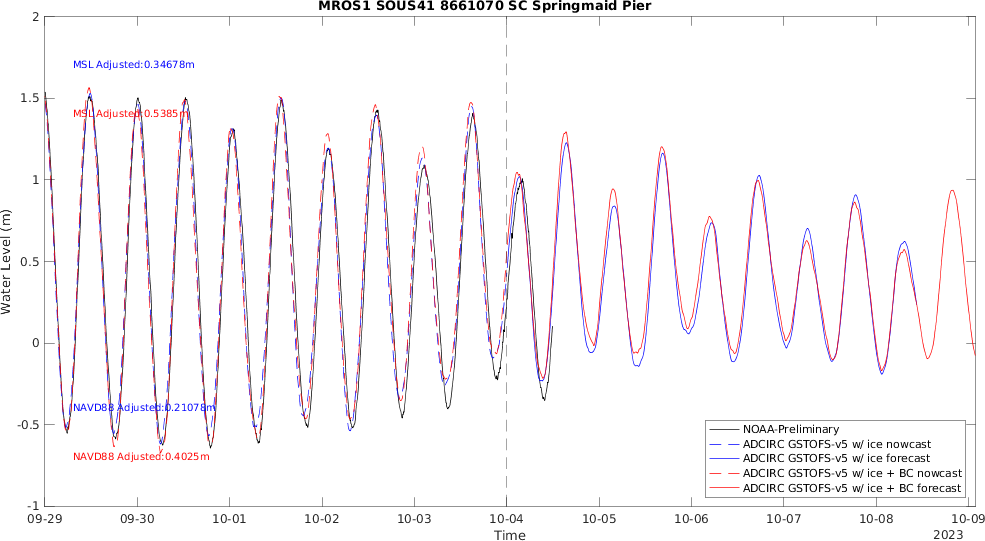 MROS1 SOUS41 8661070 SC Springmaid Pier
2
MSL Adjusted:0.34678m
1.5
MSL Adjusted:0.5385m
1
Water Level (m)
0.5
0
NAVD88 Adjusted:0.21078m
-0.5
NAVD88 Adjusted:0.4025m
NOAA-Preliminary
ADCIRC GSTOFS-v5 w/ ice nowcast
ADCIRC GSTOFS-v5 w/ ice forecast
ADCIRC GSTOFS-v5 w/ ice + BC nowcast
ADCIRC GSTOFS-v5 w/ ice + BC forecast
-1
09-29 09-30 10-01 10-02 10-03 10-04 10-05 10-06 10-07 10-08 10-09
Time
2023